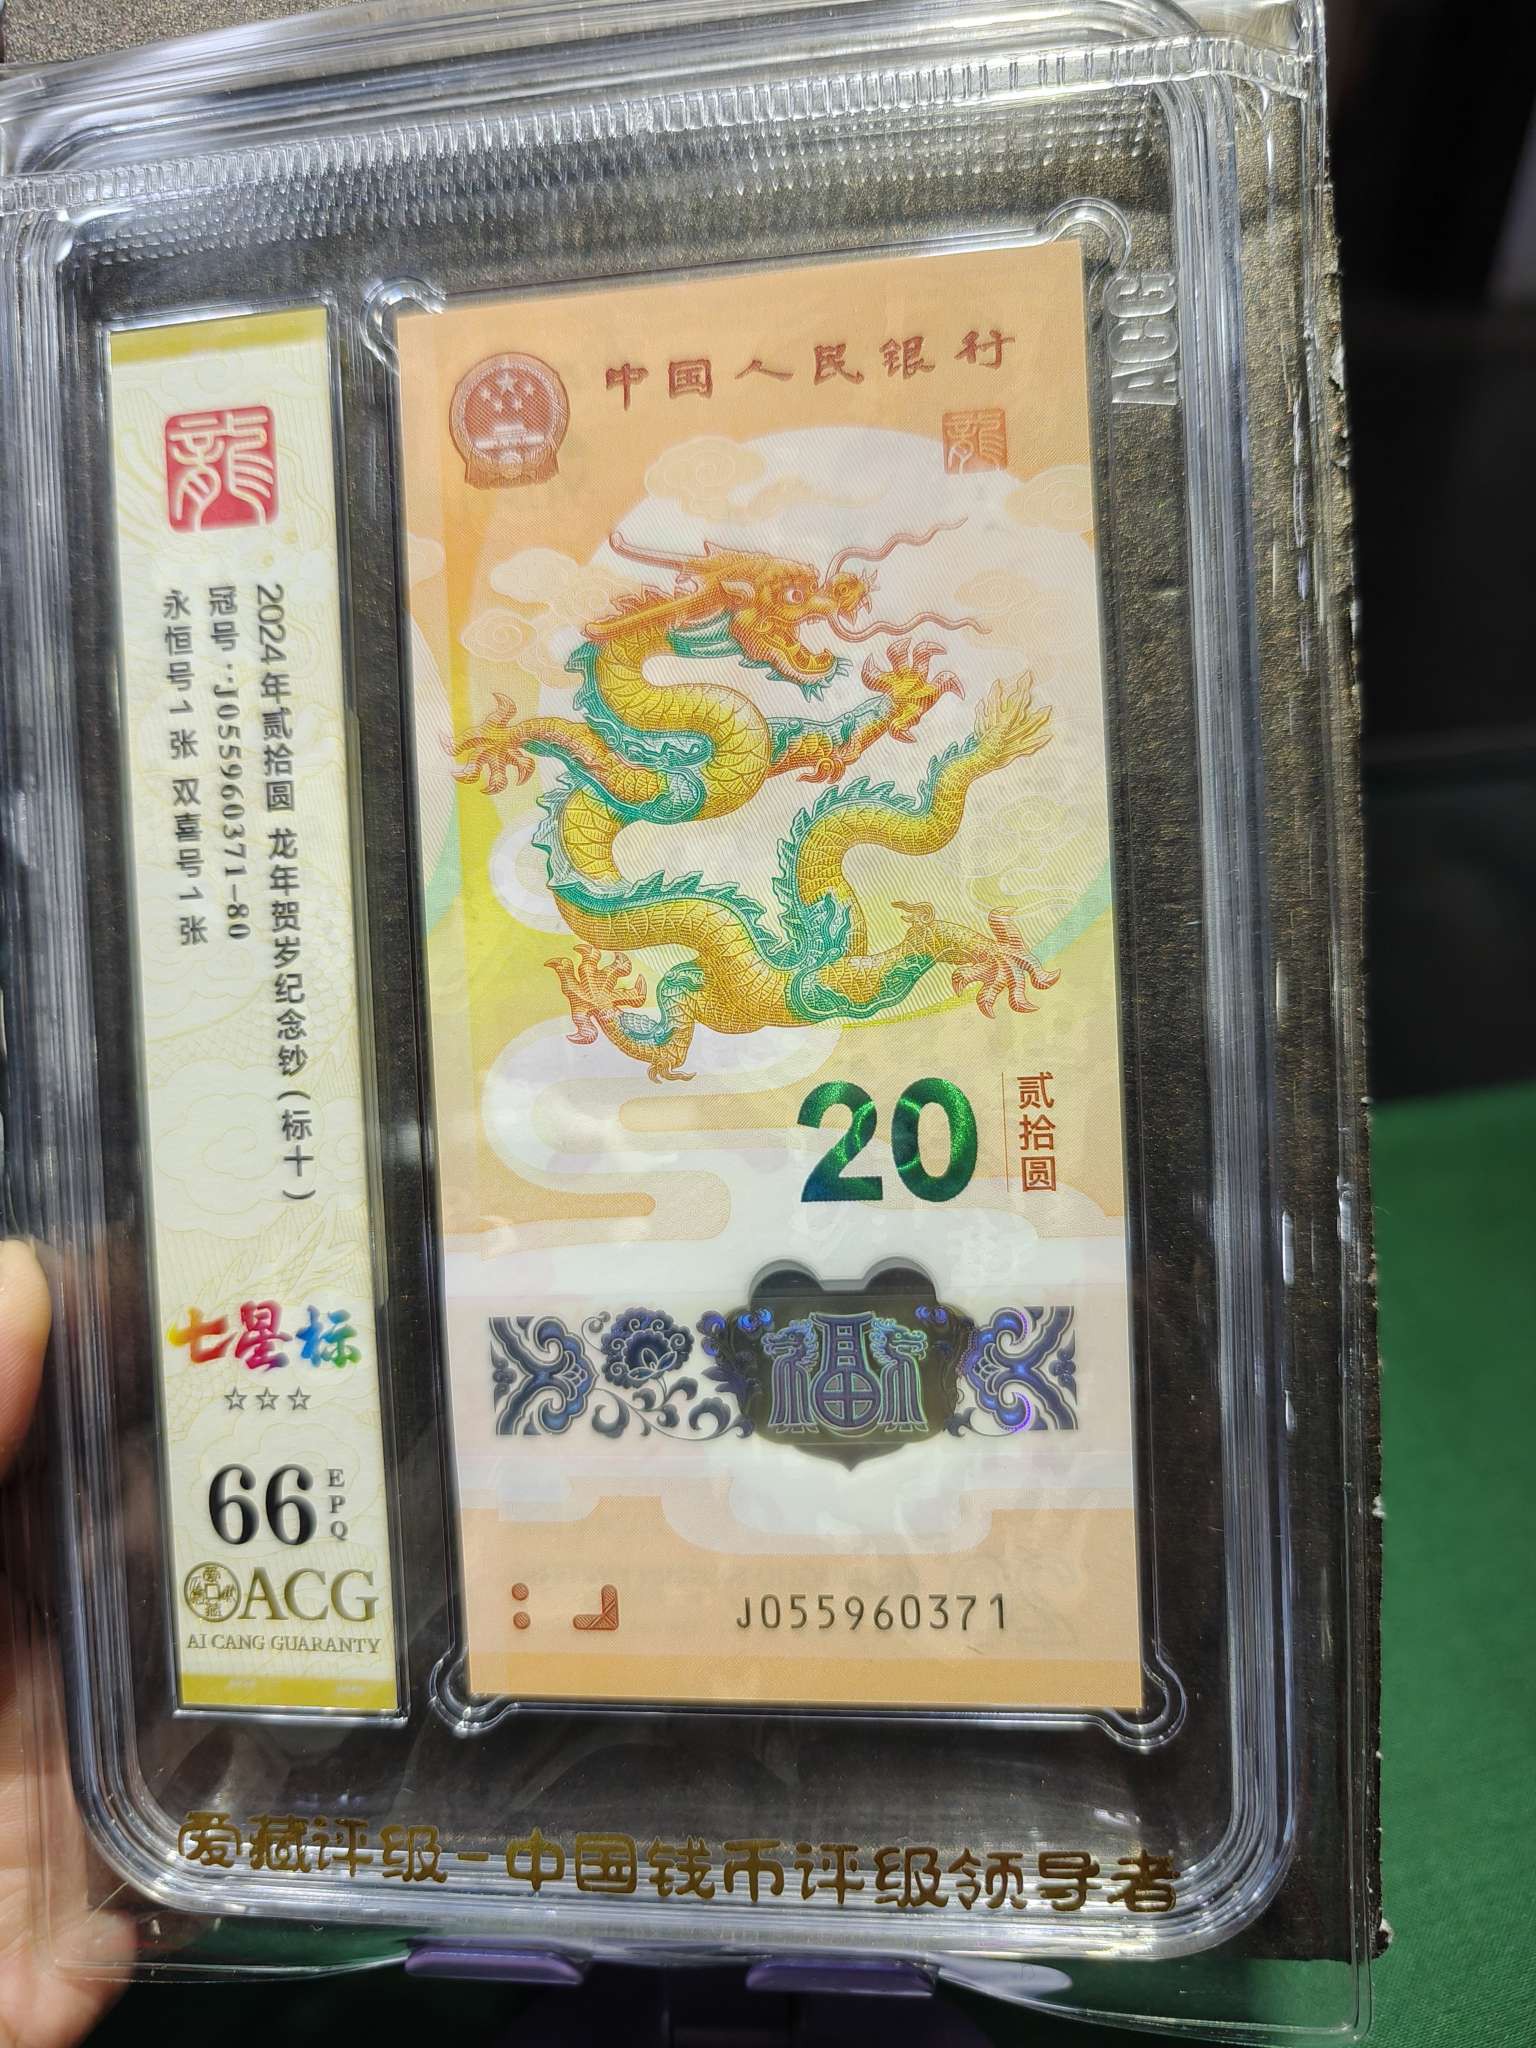 龍
2024年贰拾圆 龙年贺岁纪念钞(标十)
冠号:J055960371-80
永恒号1张 双喜号1张
七星标
☆☆☆
66 EPQ
ACG
AI CANG GUARANTY
中国人民银行
龍
20
贰拾圆
福
J055960371
ACG
爱藏评级-中国钱币评级领导者